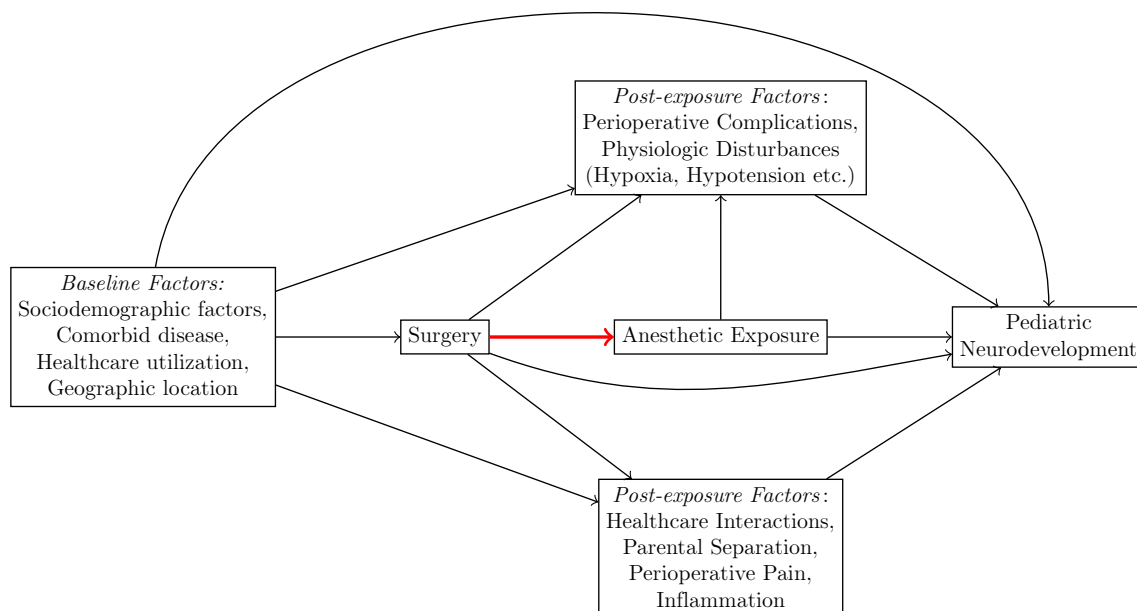 Post-exposure Factors:
Perioperative Complications,
Physiologic Disturbances
(Hypoxia, Hypotension etc.)
Baseline Factors:
Sociodemographic factors,
Comorbid disease,
Healthcare utilization,
Geographic location
Surgery
Anesthetic Exposure
Pediatric
Neurodevelopment
Post-exposure Factors:
Healthcare Interactions,
Parental Separation,
Perioperative Pain,
Inflammation